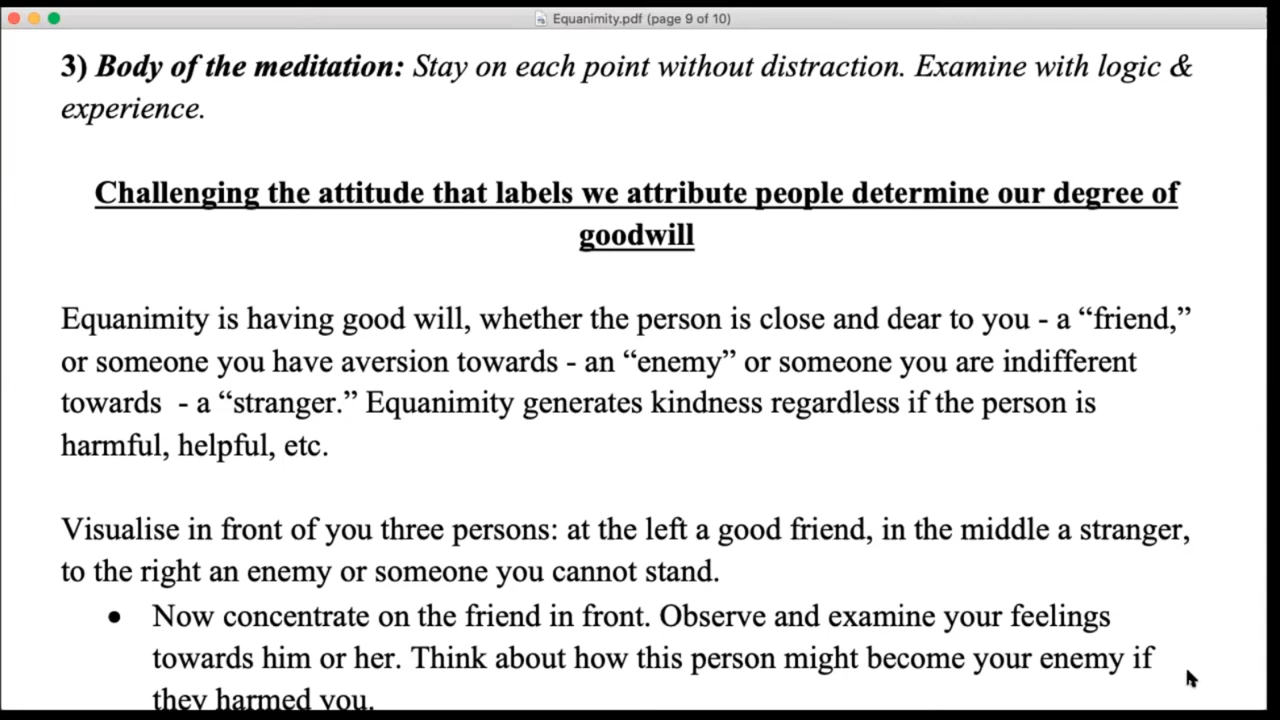 Equanimity.pdf (page 9 of 10)
3) Body of the meditation: Stay on each point without distraction. Examine with logic &
experience.
Challenging the attitude that labels we attribute people determine our degree of
goodwill
Equanimity is having good will, whether the person is close and dear to you - a “friend,”
or someone you have aversion towards - an “enemy” or someone you are indifferent
towards  - a “stranger.” Equanimity generates kindness regardless if the person is
harmful, helpful, etc.
Visualise in front of you three persons: at the left a good friend, in the middle a stranger,
to the right an enemy or someone you cannot stand.
• Now concentrate on the friend in front. Observe and examine your feelings
towards him or her. Think about how this person might become your enemy if
they harmed you.